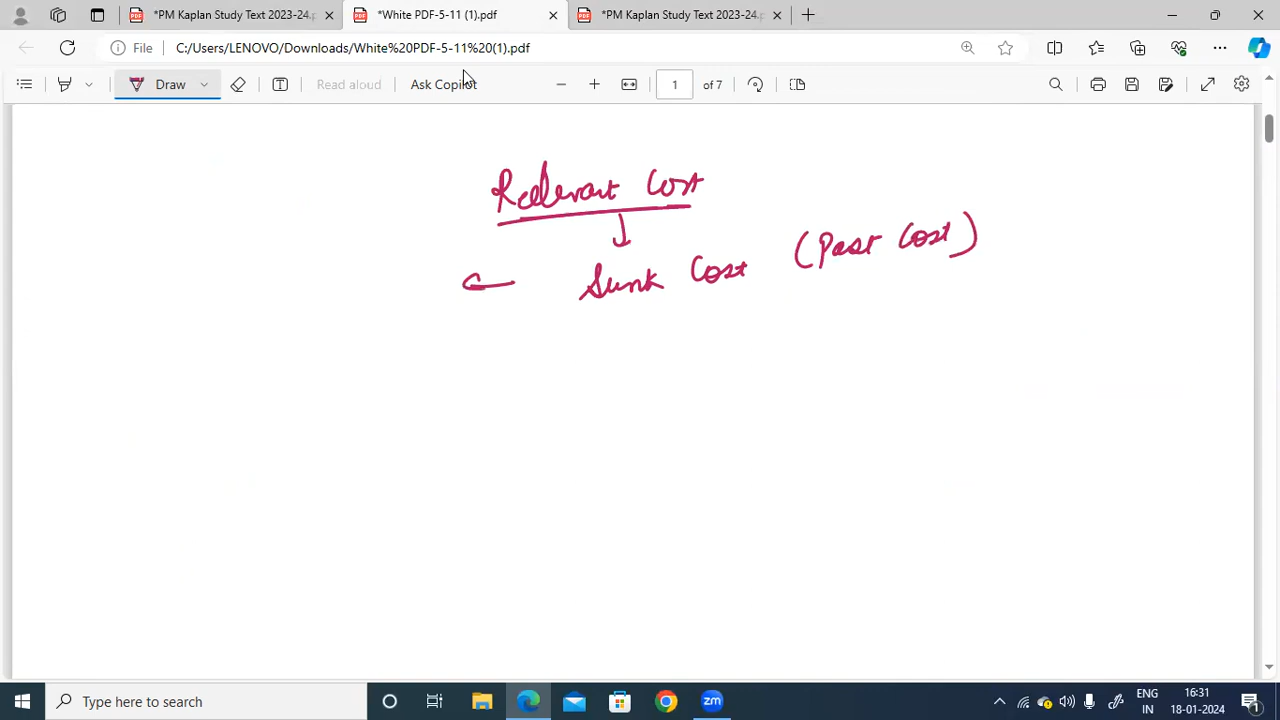 *PM Kaplan Study Text 2023-24.
*White PDF-5-11 (1).pdf
*PM Kaplan Study Text 2023-24.p
File C:/Users/LENOVO/Downloads/White%20PDF-5-11%20(1).pdf
Draw
Read aloud
Ask Copilot
1 of 7
Relevant Cost
Sunk Cost (Past Cost)
Type here to search
zm
ENG
IN
16:31
18-01-2024
1